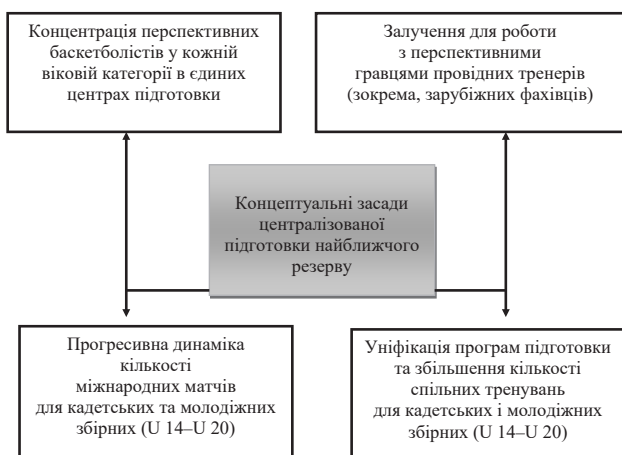 Концентрація перспективних
баскетболістів у кожній
віковій категорії в єдиних
центрах підготовки
Залучення для роботи
з перспективними
гравцями провідних тренерів
(зокрема, зарубіжних фахівців)
Концептуальні засади
централізованої
підготовки найближчого
резерву
Прогресивна динаміка
кількості
міжнародних матчів
для кадетських та молодіжних
збірних (U 14–U 20)
Уніфікація програм підготовки
та збільшення кількості
спільних тренувань
для кадетських і молодіжних
збірних (U 14–U 20)